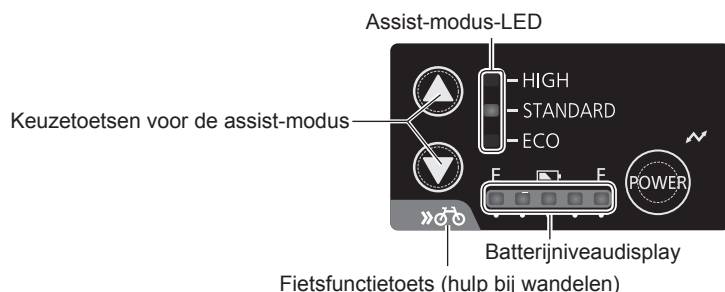 Assist-modus-LED
HIGH
Keuzetoetsen voor de assist-modus
STANDARD
ECO
E F
POWER
Batterijniveaudisplay
Fietsfunctietoets (hulp bij wandelen)